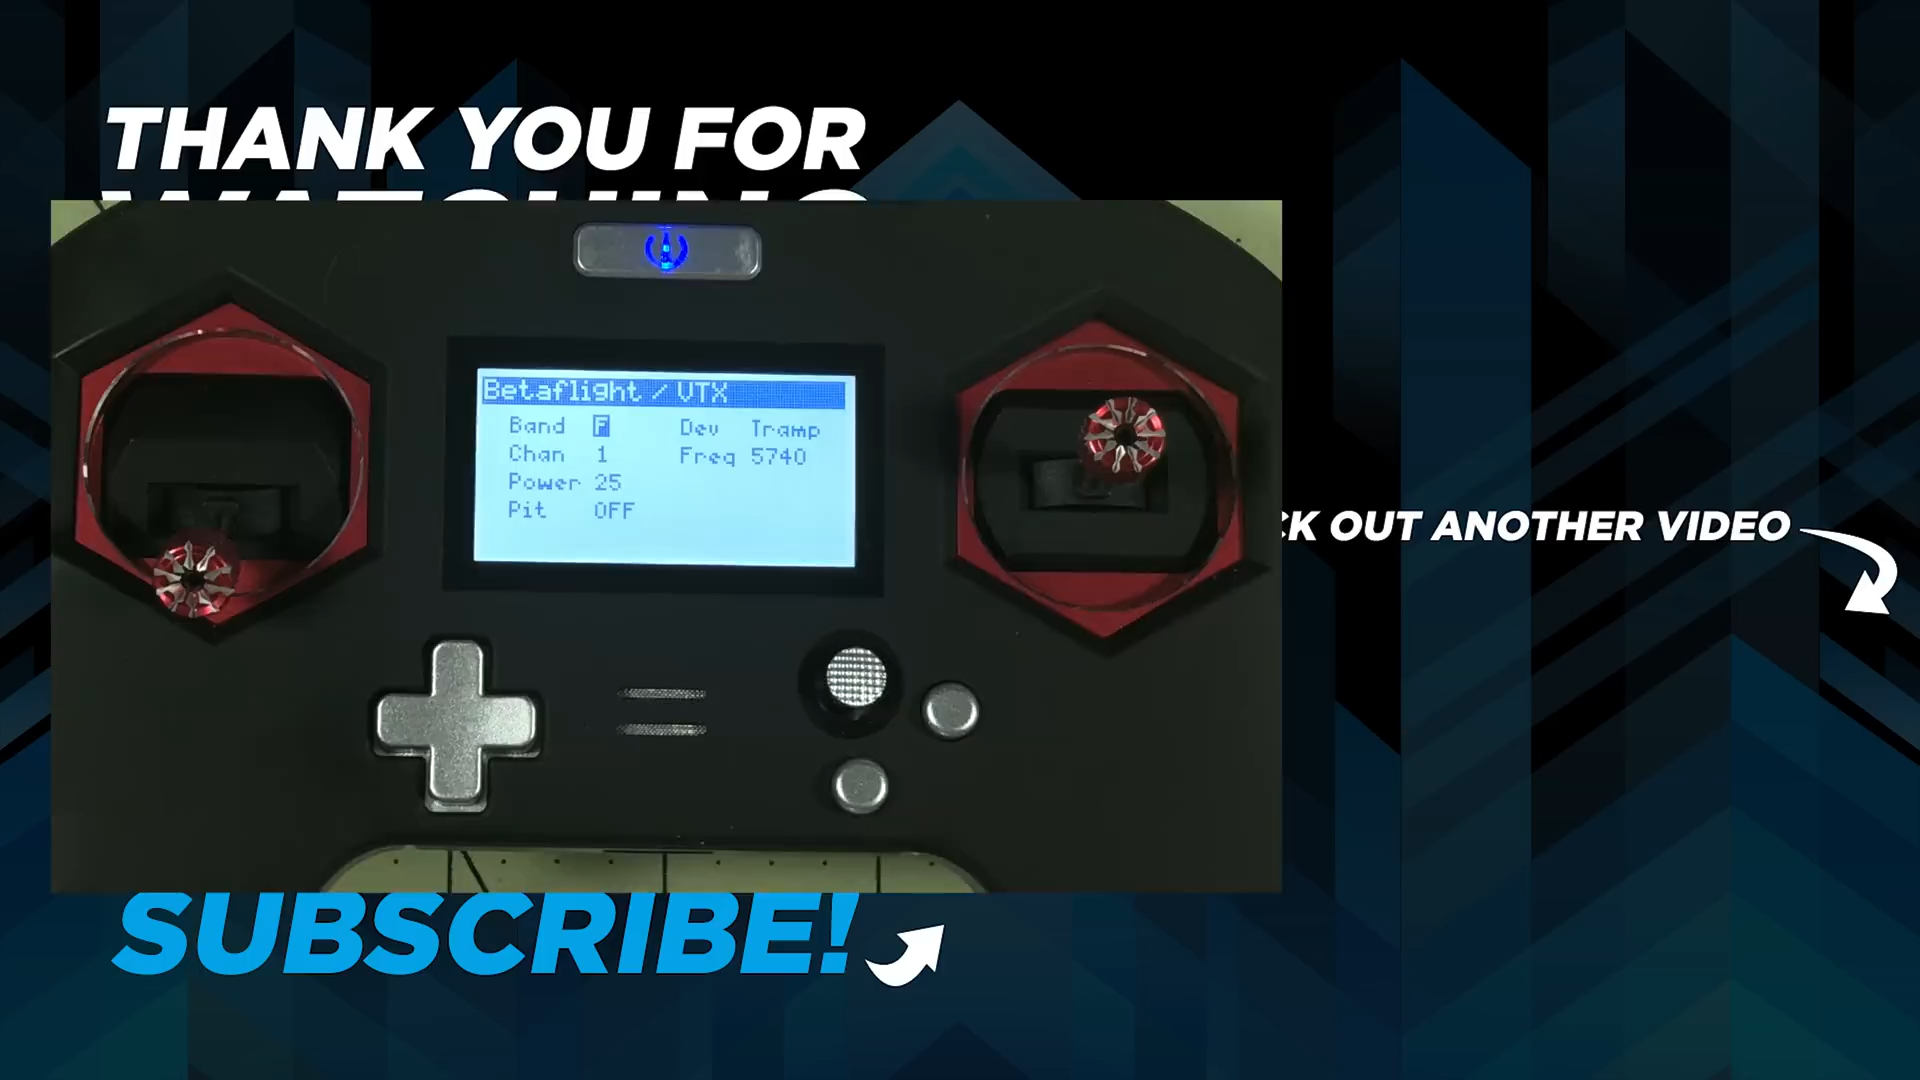 THANK YOU FOR
Betaflight / VTX
Band F Dev Tramp
Chan 1 Freq 5740
Power 25
Pit OFF
OUT ANOTHER VIDEO
SUBSCRIBE!